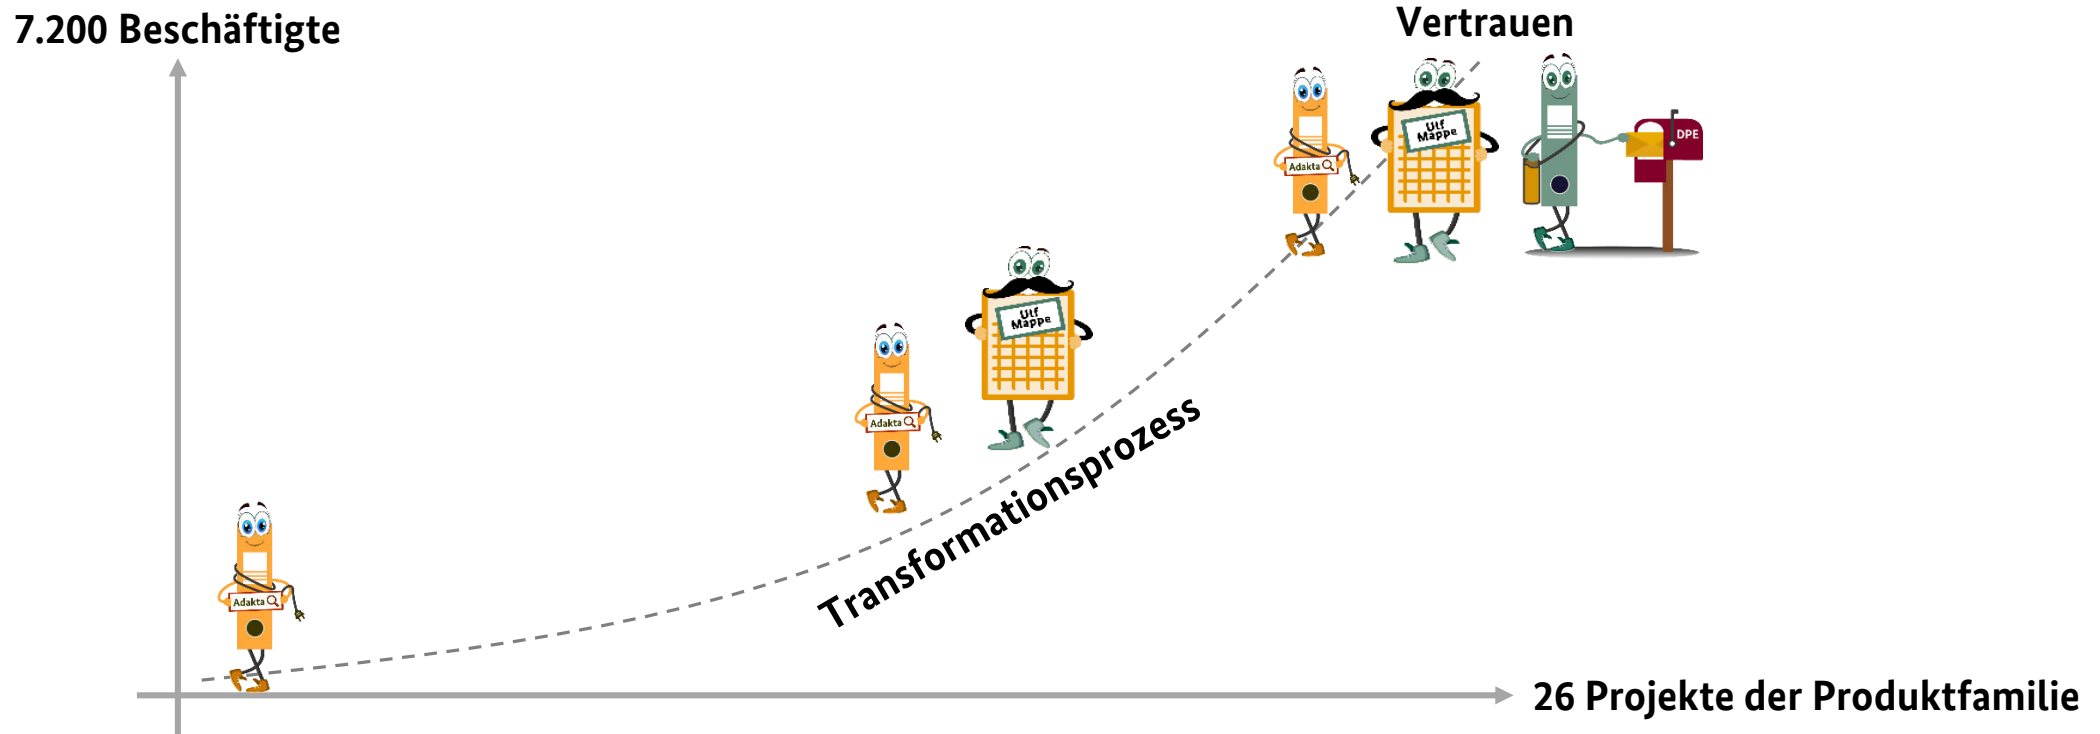 7.200 Beschäftigte
Vertrauen
Adakta
Ulf
Mappe
DPE
Adakta
Ulf
Mappe
Adakta
Transformationsprozess
26 Projekte der Produktfamilie